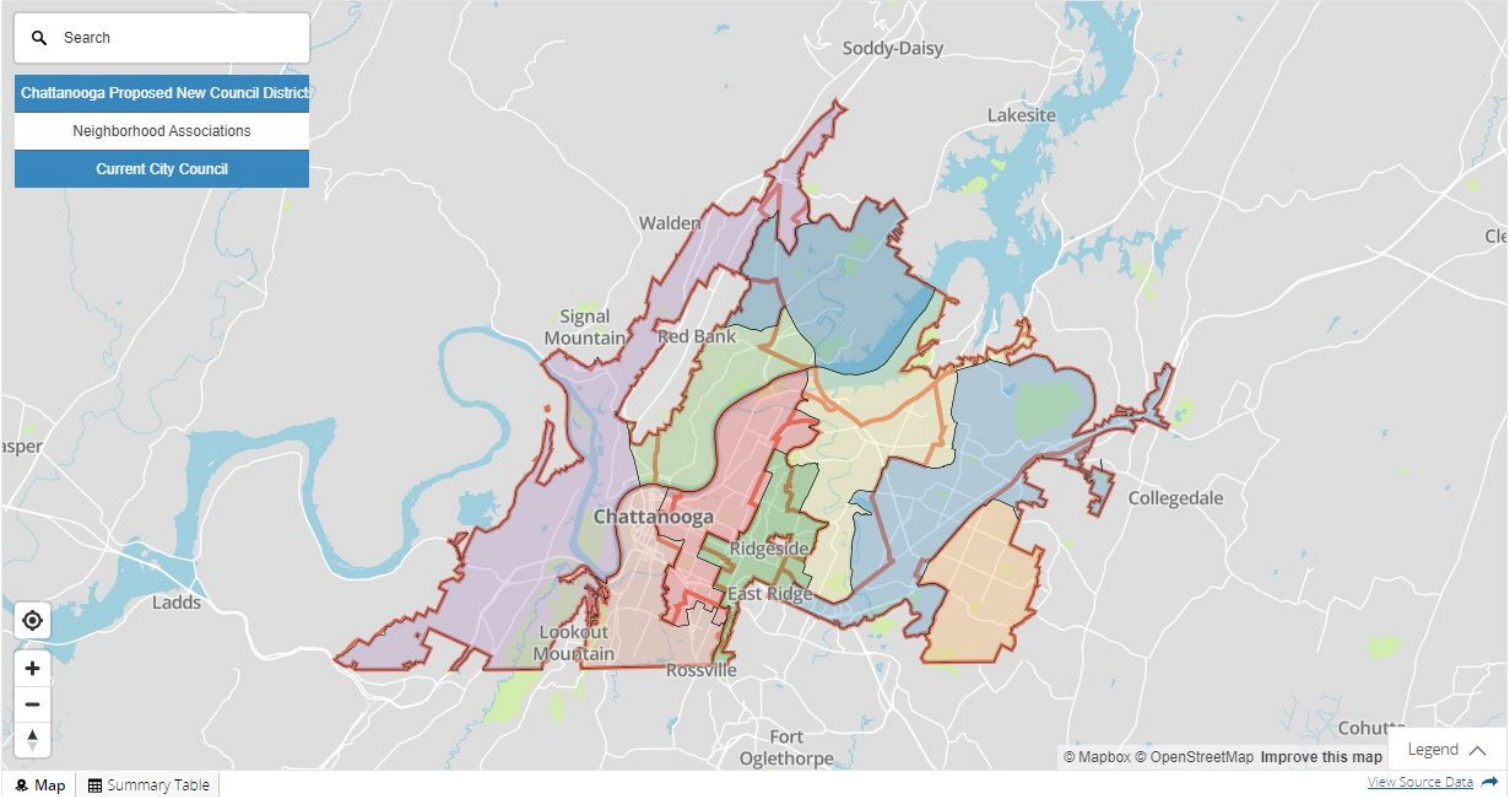 Search
Chattanooga Proposed New Council District
Neighborhood Associations
Current City Council
Soddy-Daisy
Lakesite
Walden
Cle
Signal
Mountain
Red Bank
asper
Collegedale
Chattanooga
Ridgeside
East Ridge
Ladds
Lookout
Mountain
Rossville
Fort
Oglethorpe
Cohutta
Legend
© Mapbox © OpenStreetMap Improve this map
Map
Summary Table
View Source Data